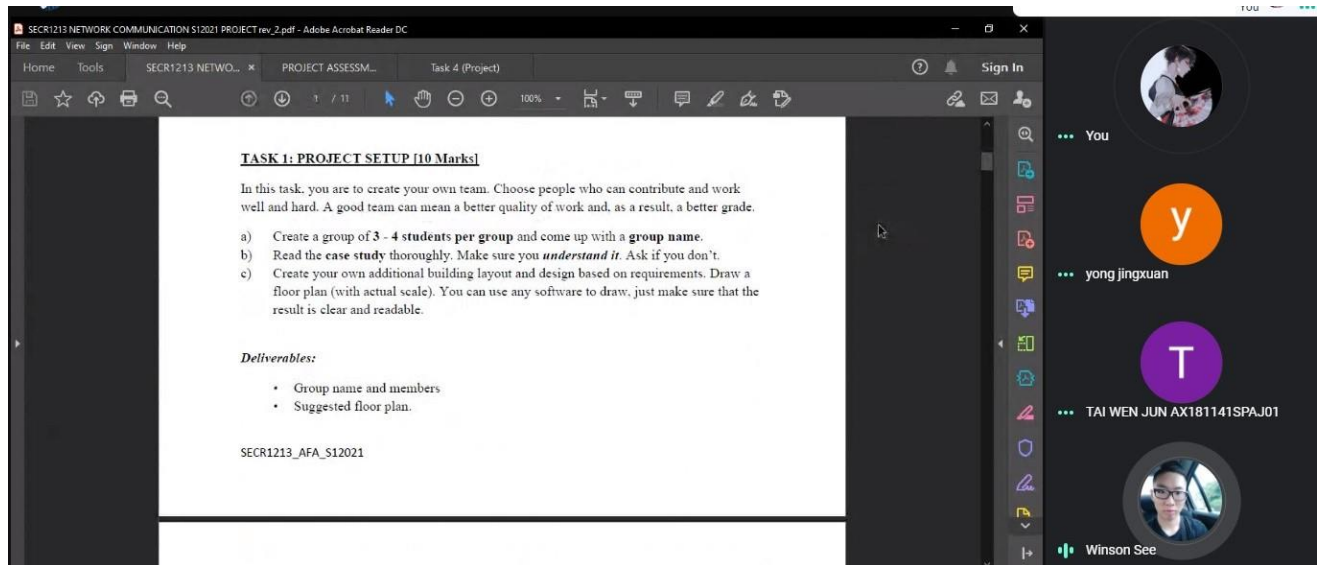 You
SECR1213 NETWORK COMMUNICATION S12021 PROJECT rev_2.pdf - Adobe Acrobat Reader DC
File Edit View Sign Window Help
Home Tools SECR1213 NETWO... × PROJECT ASSESSM... Task 4 (Project) Sign In
1 / 11 100%
TASK 1: PROJECT SETUP [10 Marks]
In this task, you are to create your own team. Choose people who can contribute and work
well and hard. A good team can mean a better quality of work and, as a result, a better grade.
a) Create a group of 3 - 4 students per group and come up with a group name.
b) Read the case study thoroughly. Make sure you understand it. Ask if you don't.
c) Create your own additional building layout and design based on requirements. Draw a
floor plan (with actual scale). You can use any software to draw, just make sure that the
result is clear and readable.
Deliverables:
• Group name and members
• Suggested floor plan.
SECR1213_AFA_S12021
You
y
yong jingxuan
T
TAI WEN JUN AX181141SPAJ01
Winson See